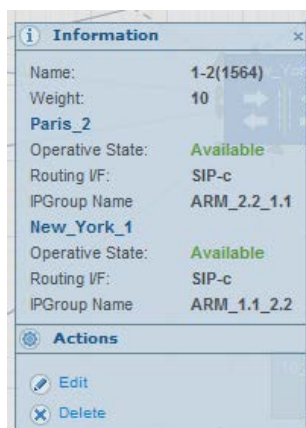 Information
Name: 1-2(1564)
Weight: 10
Paris_2
Operative State: Available
Routing I/F: SIP-c
IPGroup Name ARM_2.2_1.1
New_York_1
Operative State: Available
Routing I/F: SIP-c
IPGroup Name ARM_1.1_2.2
Actions
Edit
Delete